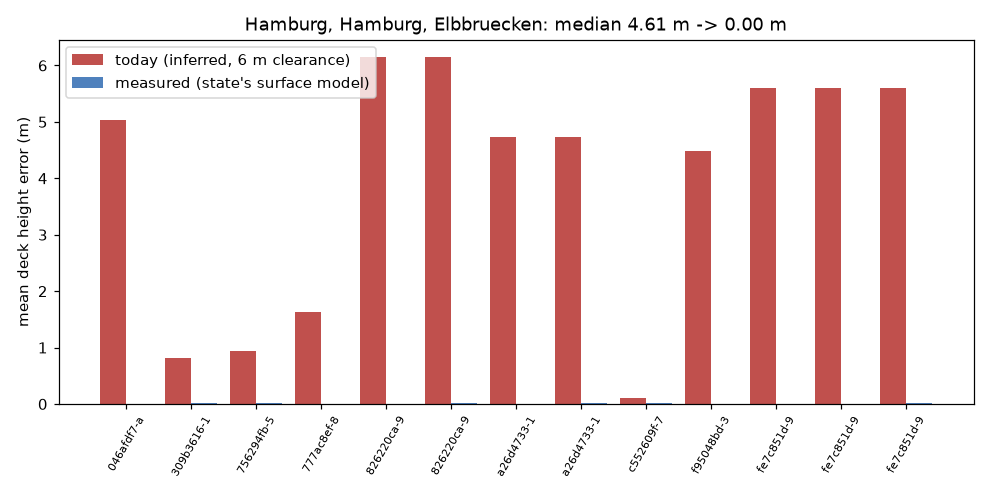 Hamburg, Hamburg, Elbbruecken: median 4.61 m -> 0.00 m
today (inferred, 6 m clearance)
measured (state's surface model)
mean deck height error (m)
6
5
4
3
2
1
0
046afdf7-a
309b3616-1
756294fb-5
777ac8ef-8
826220ca-9
826220ca-9
a26d4733-1
a26d4733-1
c552609f-7
f95048bd-3
fe7c851d-9
fe7c851d-9
fe7c851d-9